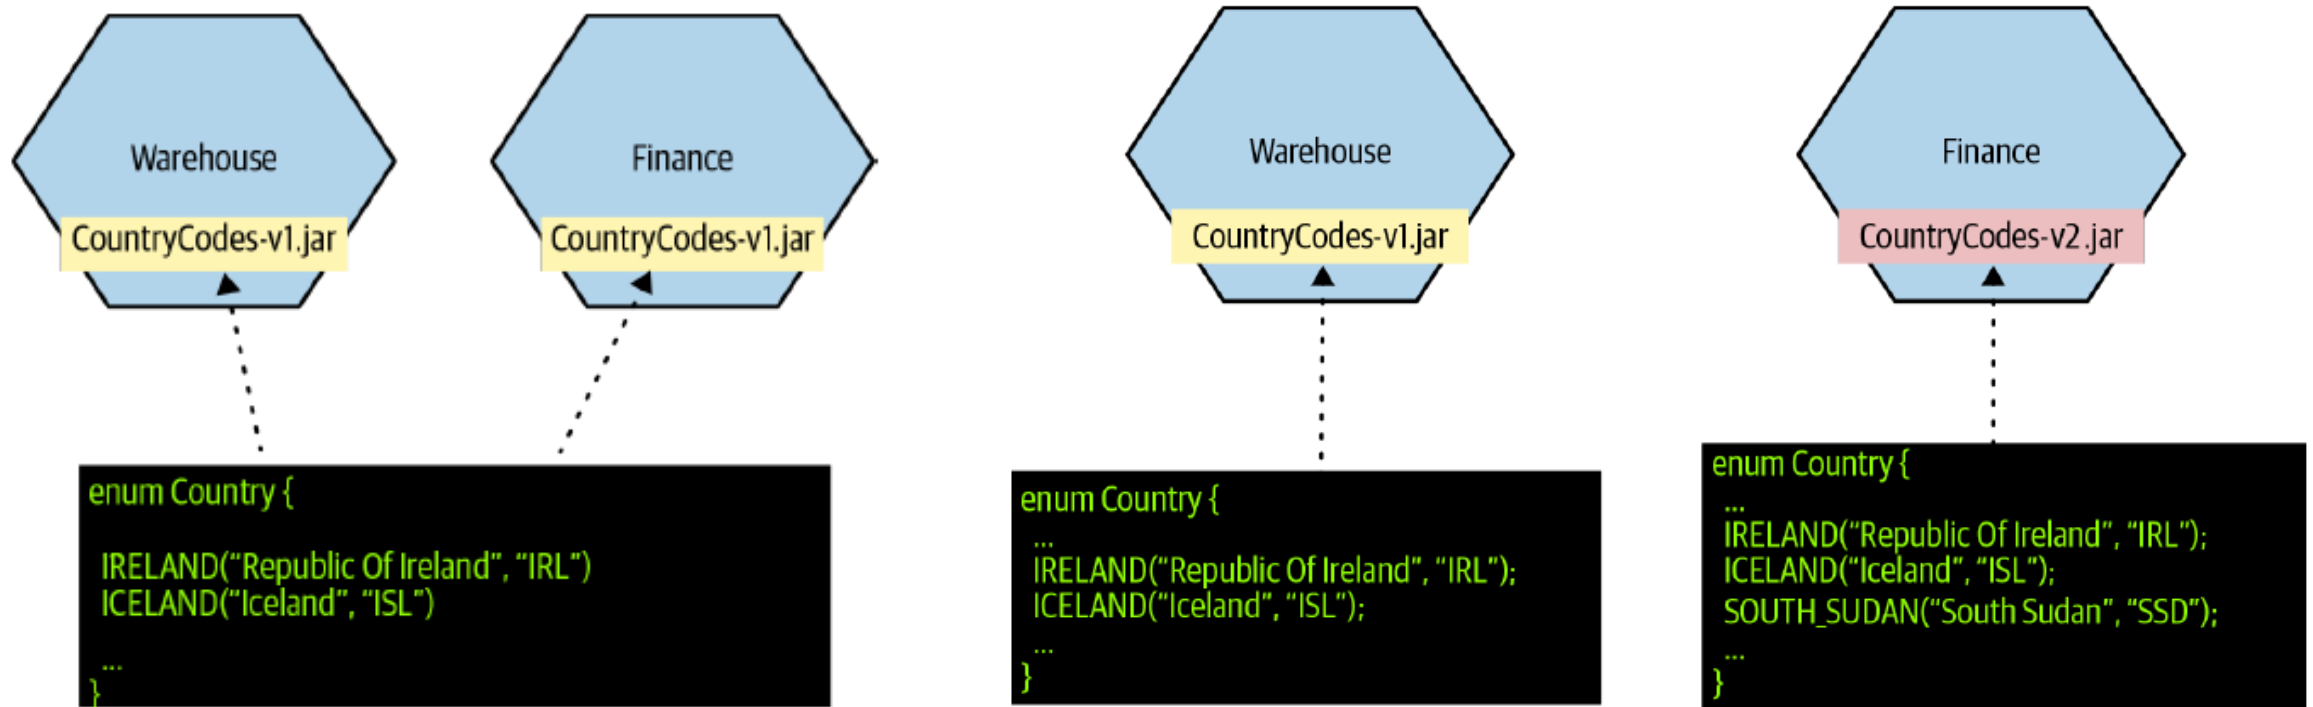 Warehouse
CountryCodes-v1.jar
Finance
CountryCodes-v1.jar
enum Country {
IRELAND(“Republic Of Ireland”, “IRL”)
ICELAND(“Iceland”, “ISL”)
...
}
Warehouse
CountryCodes-v1.jar
enum Country {
...
IRELAND(“Republic Of Ireland”, “IRL”);
ICELAND(“Iceland”, “ISL”);
...
}
Finance
CountryCodes-v2.jar
enum Country {
...
IRELAND(“Republic Of Ireland”, “IRL”);
ICELAND(“Iceland”, “ISL”);
SOUTH_SUDAN(“South Sudan”, “SSD”);
...
}